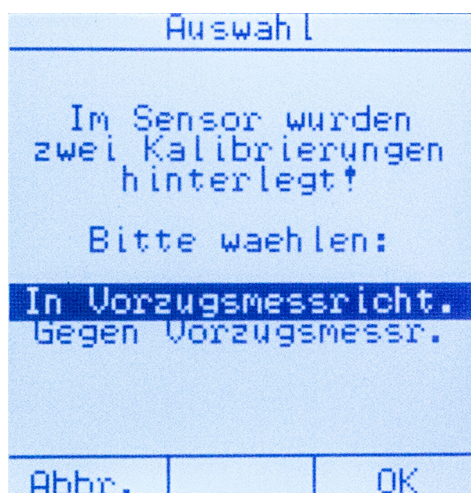 Auswahl
Im Sensor wurden
zwei Kalibrierungen
hinterlegt!
Bitte waehlen:
In Vorzugsmessricht.
Gegen Vorzugsmessr.
Abbr. OK